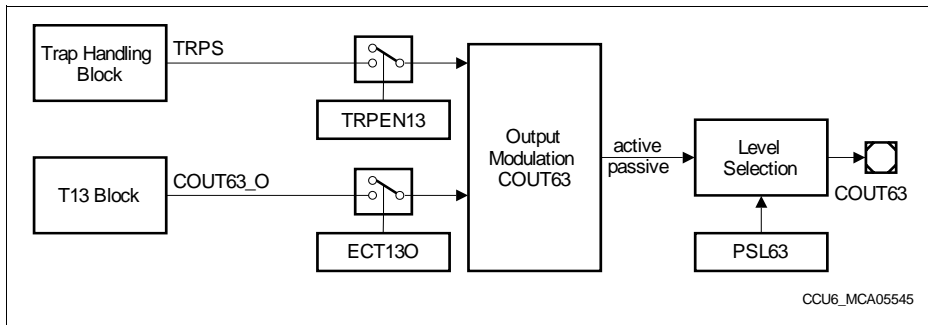 Trap Handling
Block
TRPS
TRPEN13
T13 Block
COUT63_O
ECT13O
Output
Modulation
COUT63
active
passive
Level
Selection
PSL63
COUT63
CCU6_MCA05545